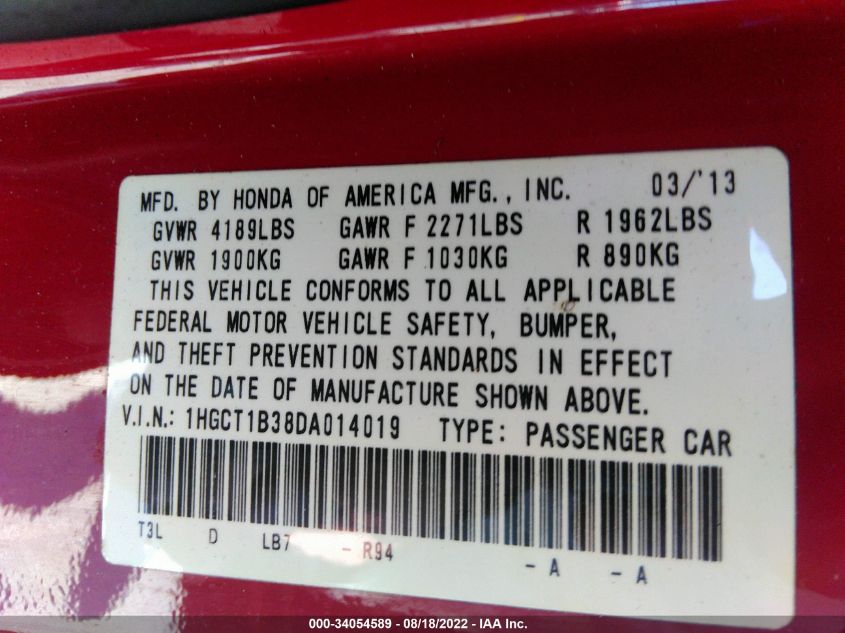 MFD. BY HONDA OF AMERICA MFG., INC. 03/'13
GVWR 4189LBS GAWR F 2271LBS R 1962LBS
GVWR 1900KG GAWR F 1030KG R 890KG
THIS VEHICLE CONFORMS TO ALL APPLICABLE
FEDERAL MOTOR VEHICLE SAFETY, BUMPER,
AND THEFT PREVENTION STANDARDS IN EFFECT
ON THE DATE OF MANUFACTURE SHOWN ABOVE.
V.I.N.: 1HGCT1B38DA014019 TYPE: PASSENGER CAR
T3L D LB7 - R94 - A - A
000-34054589 - 08/18/2022 - IAA Inc.